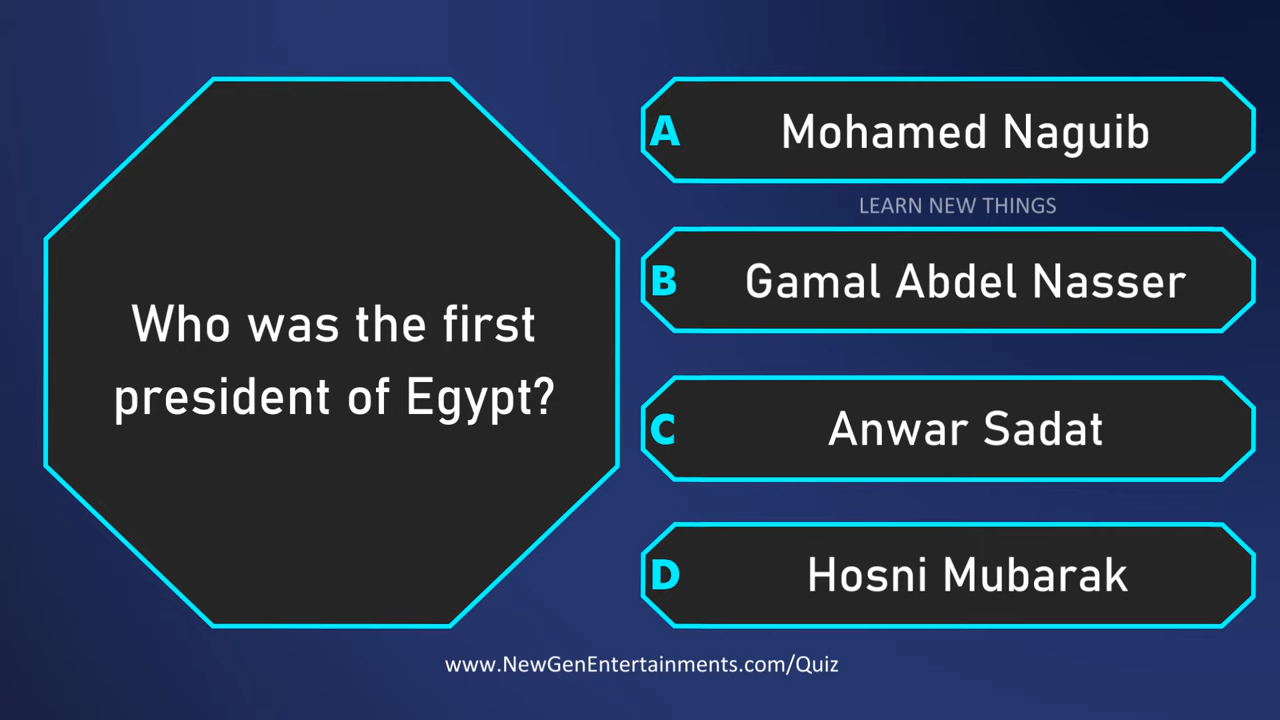 Who was the first
president of Egypt?
A Mohamed Naguib
LEARN NEW THINGS
B Gamal Abdel Nasser
C Anwar Sadat
D Hosni Mubarak
www.NewGenEntertainments.com/Quiz